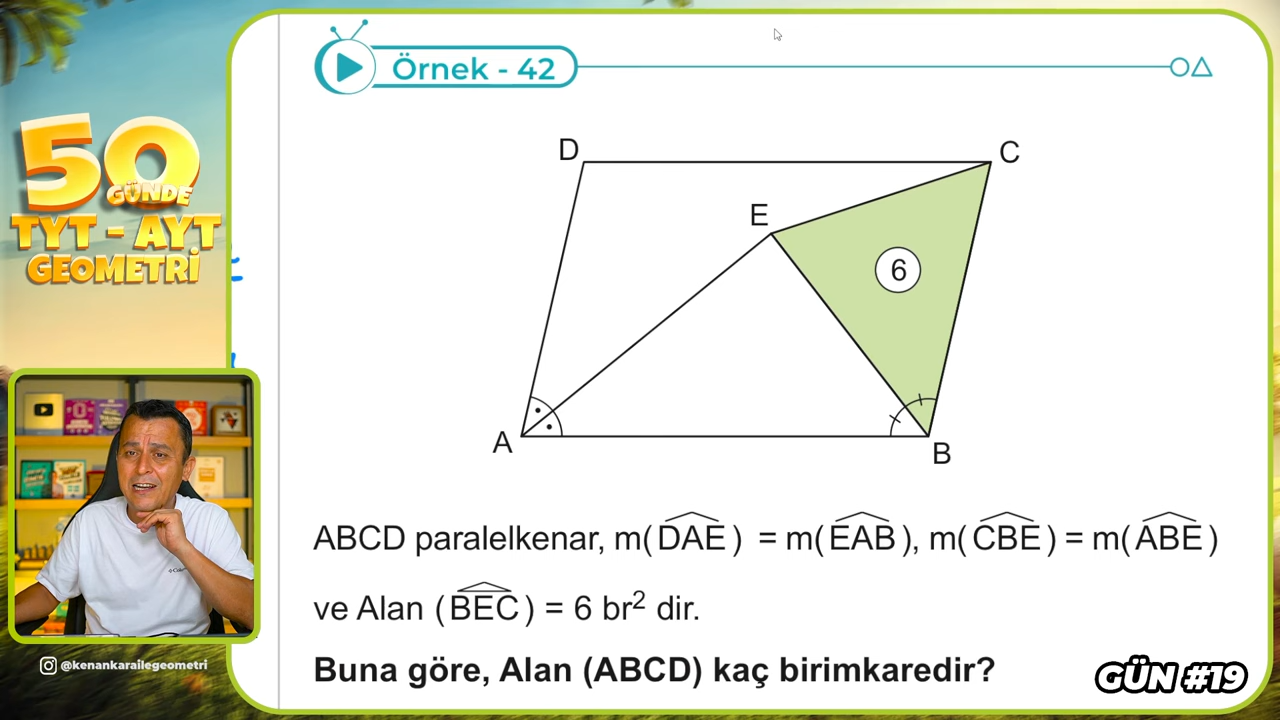 Örnek - 42
50
GÜNDE
TYT - AYT
GEOMETRİ
D
C
E
6
A
B
ABCD paralelkenar, m(DAE) = m(EAB), m(CBE) = m(ABE)
ve Alan (BEC) = 6 br² dir.
Buna göre, Alan (ABCD) kaç birimkaredir?
@kenankarailegeometri
GÜN #19